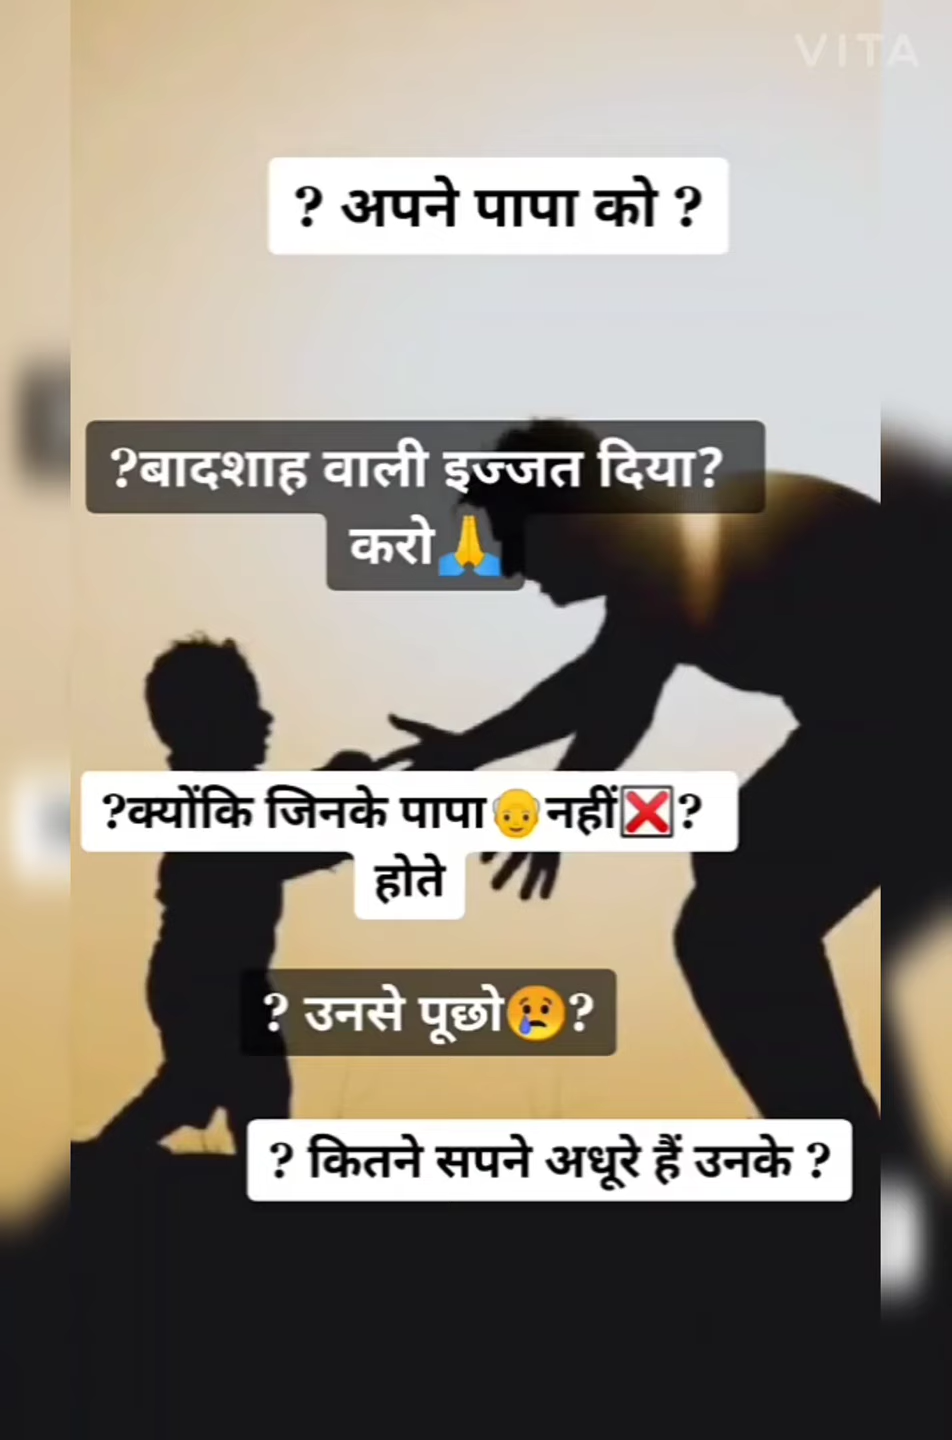 VITA
? अपने पापा को ?
?बादशाह वाली इज्जत दिया?
करो🙏
?क्योंकि जिनके पापा👴नहीं❎?
होते
? उनसे पूछो😢?
? कितने सपने अधूरे हैं उनके ?